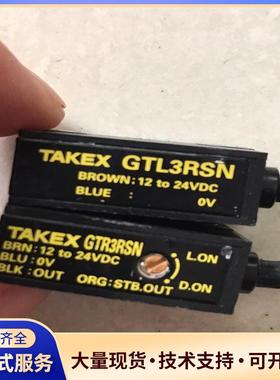 TAKEX GTL3RSN
BROWN: 12 to 24VDC
BLUE : 0V
TAKEX GTR3RSN
BRN: 12 to 24VDC
BLU: 0V
BLK: OUT ORG: STB.OUT
L.ON
D.ON
齐全
式服务
大量现货·技术支持·可开